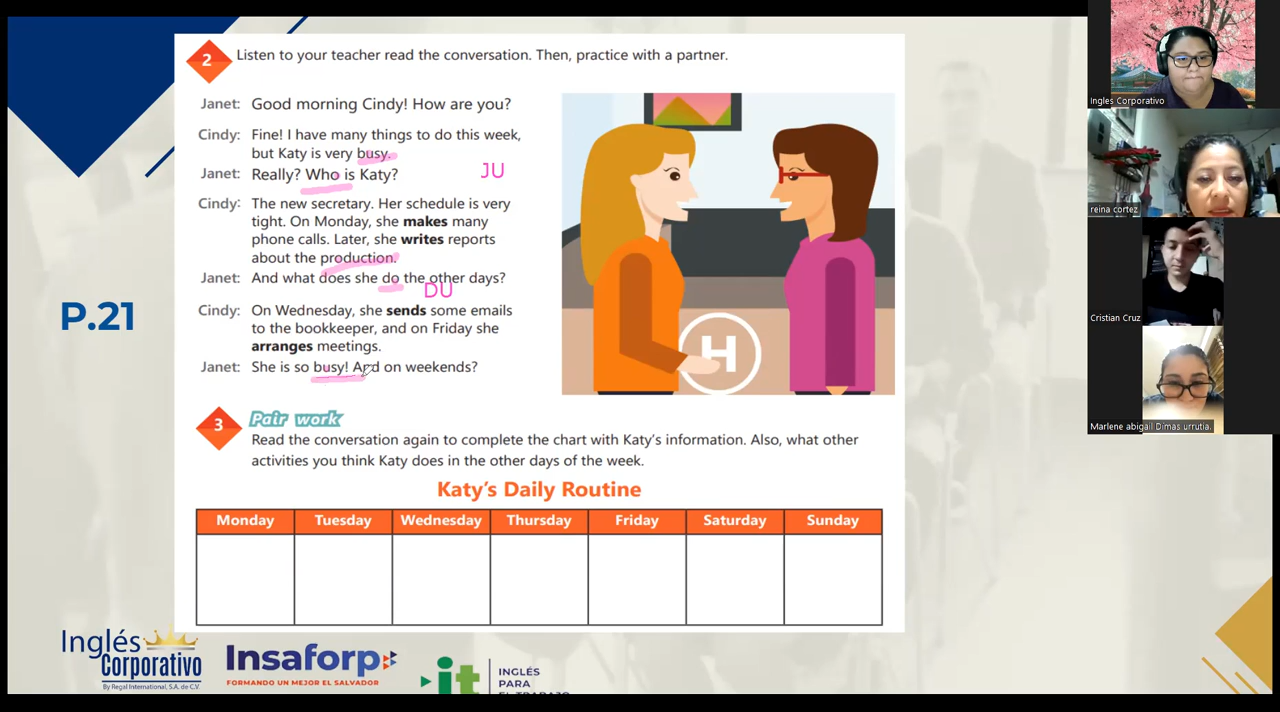 2
Listen to your teacher read the conversation. Then, practice with a partner.
Janet: Good morning Cindy! How are you?
Cindy: Fine! I have many things to do this week,
but Katy is very busy.
Janet: Really? Who is Katy?
JU
Cindy: The new secretary. Her schedule is very
tight. On Monday, she makes many
phone calls. Later, she writes reports
about the production.
Janet: And what does she do the other days?
DU
Cindy: On Wednesday, she sends some emails
to the bookkeeper, and on Friday she
arranges meetings.
Janet: She is so busy! And on weekends?
H
P.21
3
Pair work
Read the conversation again to complete the chart with Katy's information. Also, what other
activities you think Katy does in the other days of the week.
Katy's Daily Routine
Monday Tuesday Wednesday Thursday Friday Saturday Sunday
Inglés
Corporativo
By Regal International, S.A. de C.V.
Insaforp
FORMANDO UN MEJOR EL SALVADOR
it
INGLÉS
PARA
EL TRABAJO
Ingles Corporativo
reina cortez
Cristian Cruz
Marlene abigail Dimas urrutia.